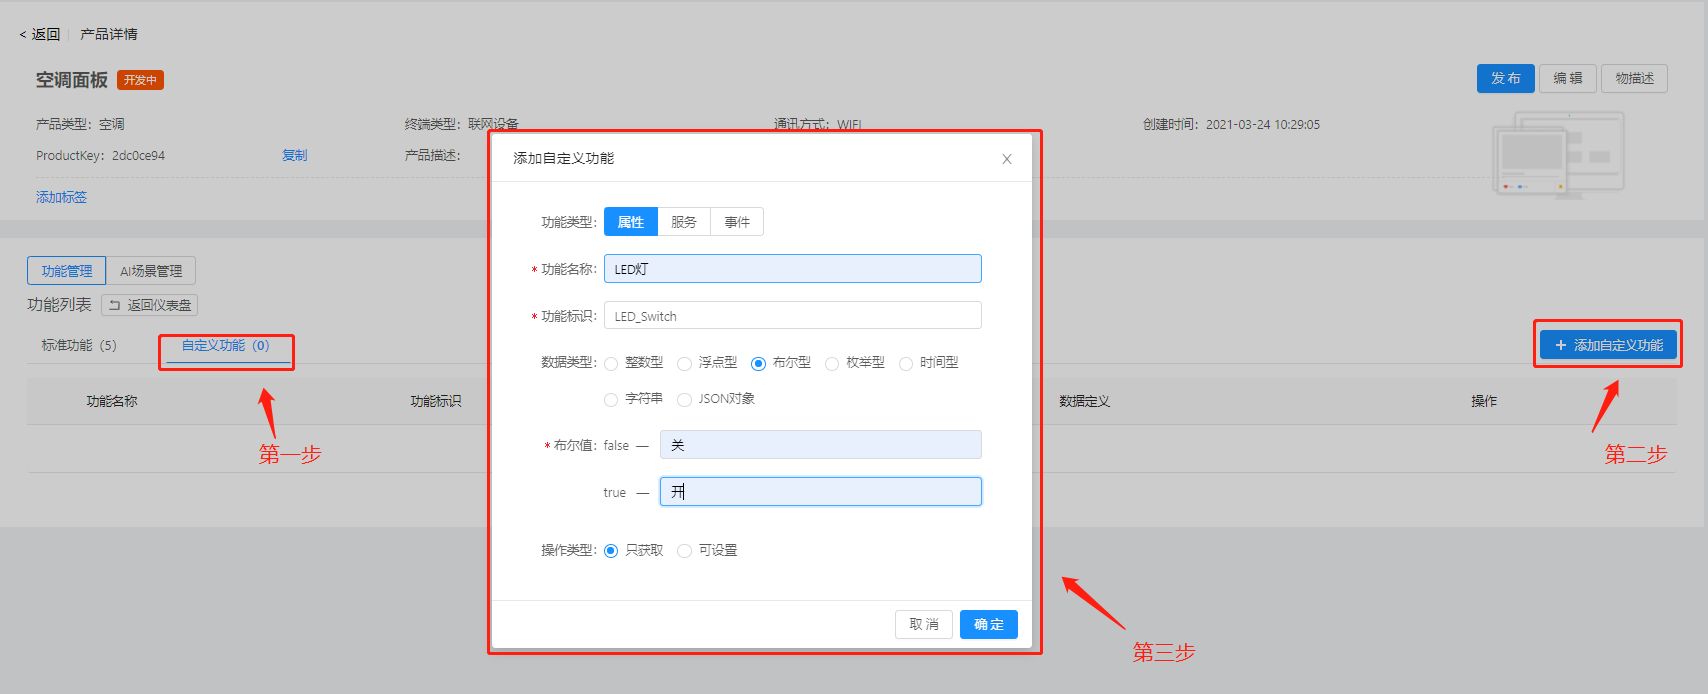 < 返回 产品详情
空调面板 开发中
发 布 编 辑 物描述
产品类型：空调 终端类型：联网设备 通讯方式：WIFI 创建时间：2021-03-24 10:29:05
ProductKey：2dc0ce94 复制 产品描述：
添加标签
添加自定义功能 X
功能类型： 属性 服务 事件
* 功能名称： LED灯
* 功能标识： LED_Switch
数据类型： 整数型 浮点型 布尔型 枚举型 时间型
字符串 JSON对象
* 布尔值： false — 关
true — 开
操作类型： 只获取 可设置
取 消 确 定
功能管理 AI场景管理
功能列表 返回仪表盘
标准功能（5） 自定义功能（0） + 添加自定义功能
功能名称 功能标识 数据定义 操作
第一步
第二步
第三步